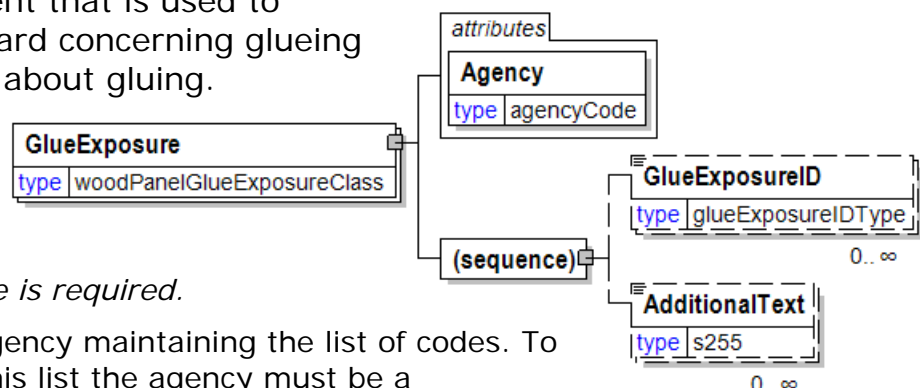 ent that is used to
ard concerning glueing
about gluing.
attributes
Agency
type agencyCode
GlueExposure
type woodPanelGlueExposureClass
GlueExposureID
type glueExposureIDType
0.. ∞
(sequence)
AdditionalText
type s255
0.. ∞
e is required.
gency maintaining the list of codes. To
his list the agency must be a